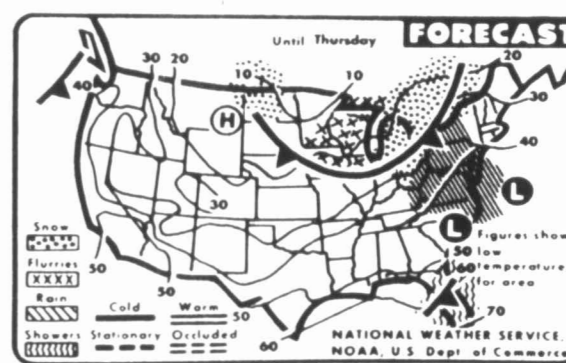 Until Thursday
FORECAST
30
20
10
10
20
30
40
40
H
30
L
L
Figures show
low
temperature
for area
50
60
70
50
50
50
60
Snow
Flurries
XXXX
Rain
Showers
Cold
Warm
Stationary
Occluded
NATIONAL WEATHER SERVICE,
NOAA, U.S. Dept. of Commerce